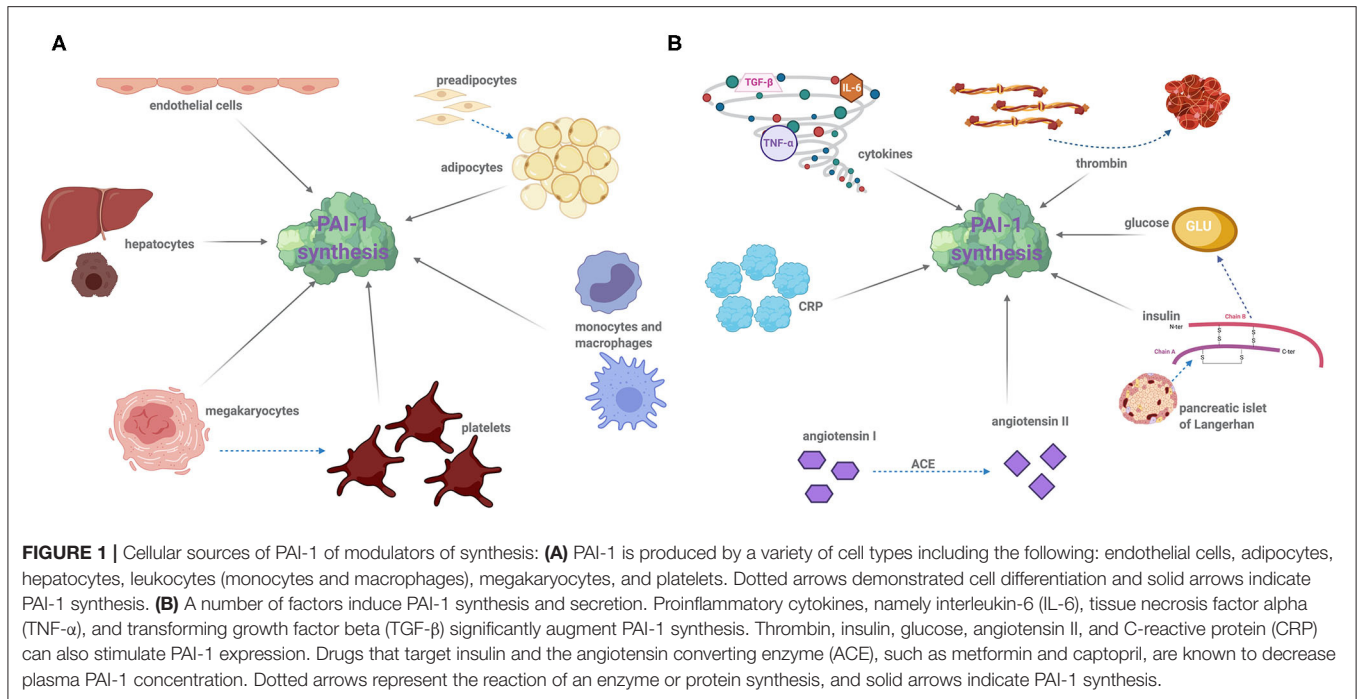 A
endothelial cells
preadipocytes
adipocytes
PAI-1
synthesis
hepatocytes
monocytes and
macrophages
megakaryocytes
platelets
B
TGF-β
IL-6
TNF-α
cytokines
thrombin
PAI-1
synthesis
glucose
GLU
CRP
insulin
Chain B
N-ter
S
S
S
S
Chain A
S
S
C-ter
pancreatic islet
of Langerhan
angiotensin I
ACE
angiotensin II
FIGURE 1 | Cellular sources of PAI-1 of modulators of synthesis: (A) PAI-1 is produced by a variety of cell types including the following: endothelial cells, adipocytes,
hepatocytes, leukocytes (monocytes and macrophages), megakaryocytes, and platelets. Dotted arrows demonstrated cell differentiation and solid arrows indicate
PAI-1 synthesis. (B) A number of factors induce PAI-1 synthesis and secretion. Proinflammatory cytokines, namely interleukin-6 (IL-6), tissue necrosis factor alpha
(TNF-α), and transforming growth factor beta (TGF-β) significantly augment PAI-1 synthesis. Thrombin, insulin, glucose, angiotensin II, and C-reactive protein (CRP)
can also stimulate PAI-1 expression. Drugs that target insulin and the angiotensin converting enzyme (ACE), such as metformin and captopril, are known to decrease
plasma PAI-1 concentration. Dotted arrows represent the reaction of an enzyme or protein synthesis, and solid arrows indicate PAI-1 synthesis.